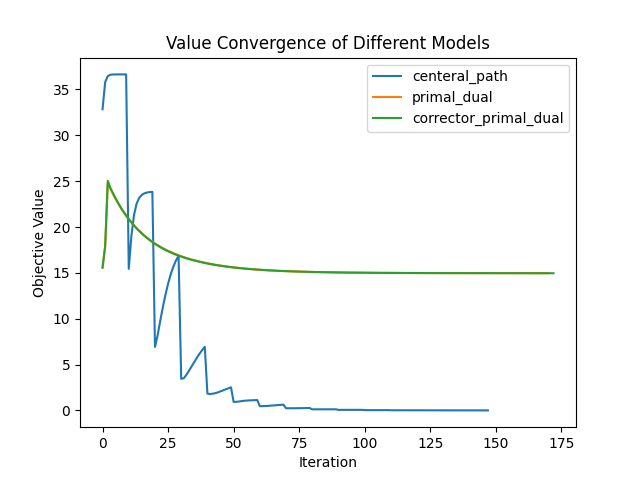 Value Convergence of Different Models
centeral_path
primal_dual
corrector_primal_dual
Objective Value
35
30
25
20
15
10
5
0
0 25 50 75 100 125 150 175
Iteration